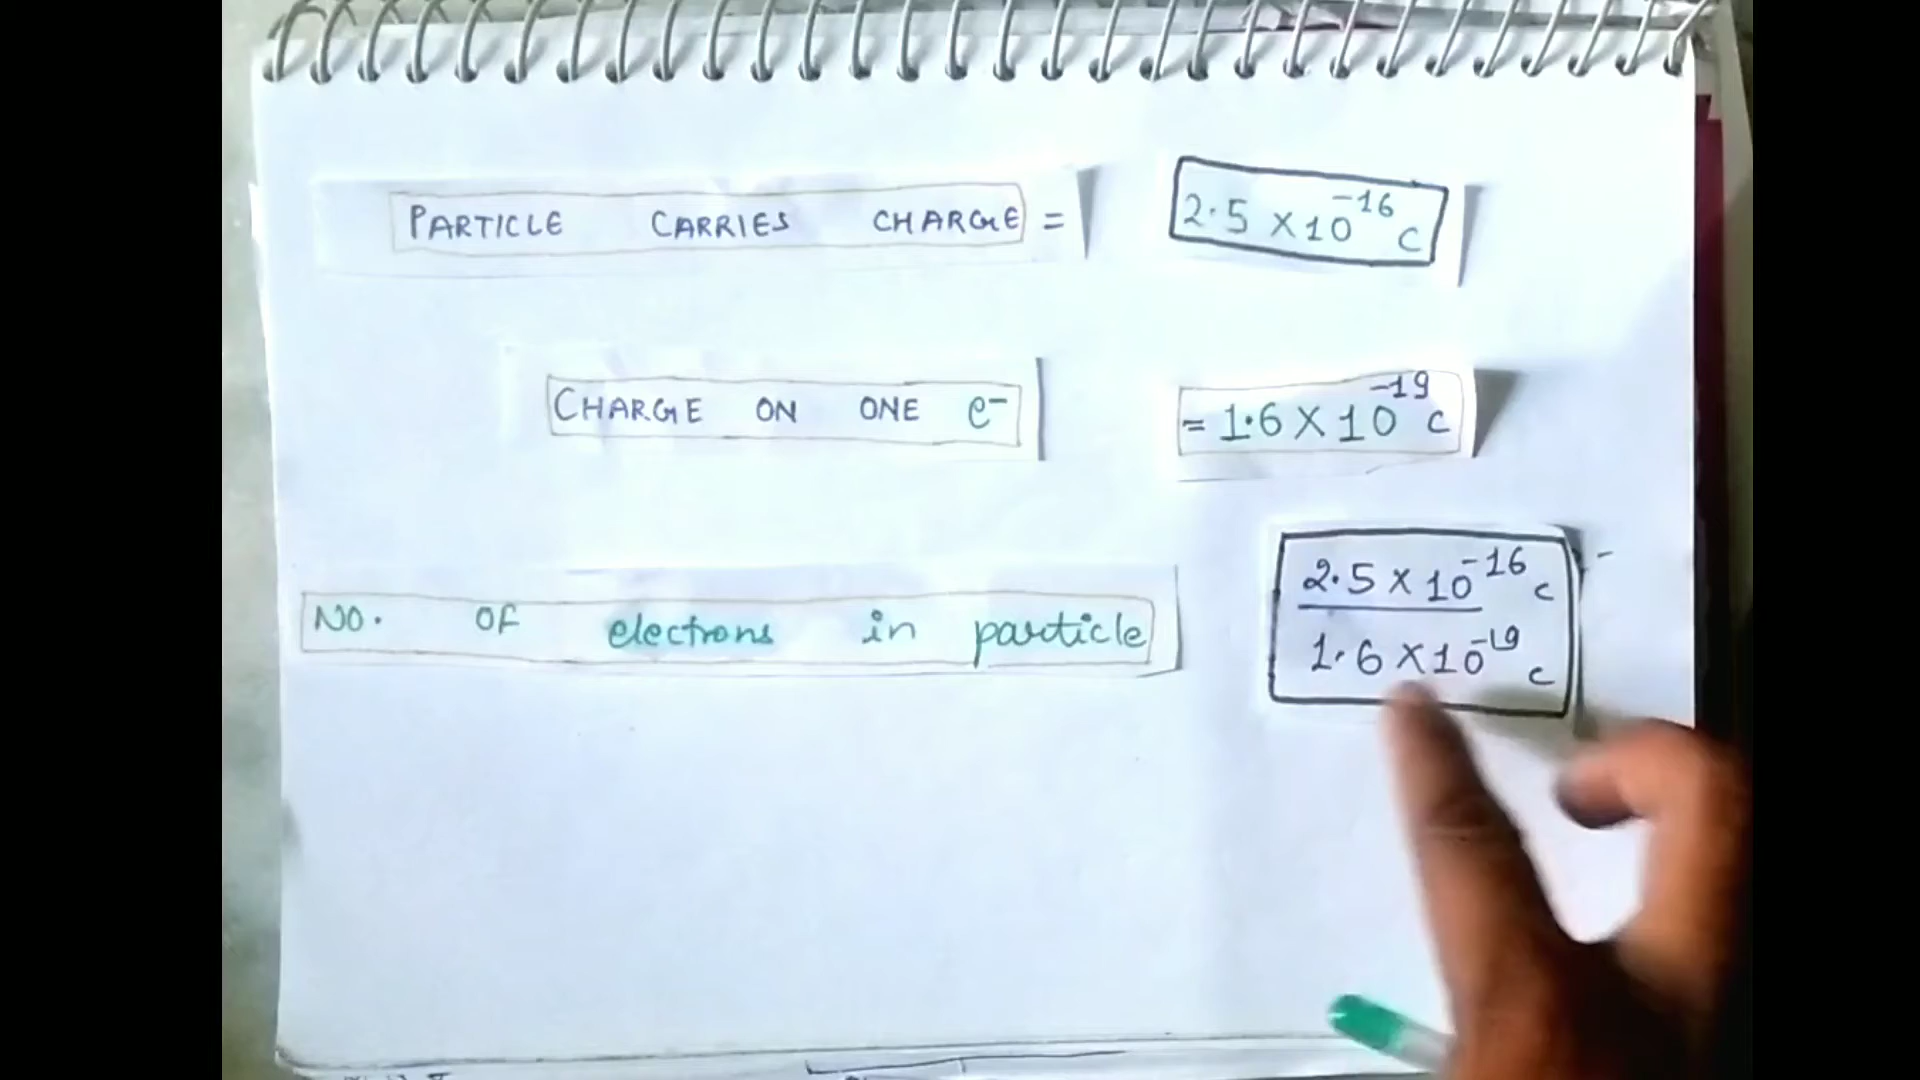 PARTICLE CARRIES CHARGE = 2.5 × 10⁻¹⁶ C
CHARGE ON ONE e⁻ = 1.6 × 10⁻¹⁹ C
NO. OF electrons in particle
2.5 × 10⁻¹⁶ C
1.6 × 10⁻¹⁹ C